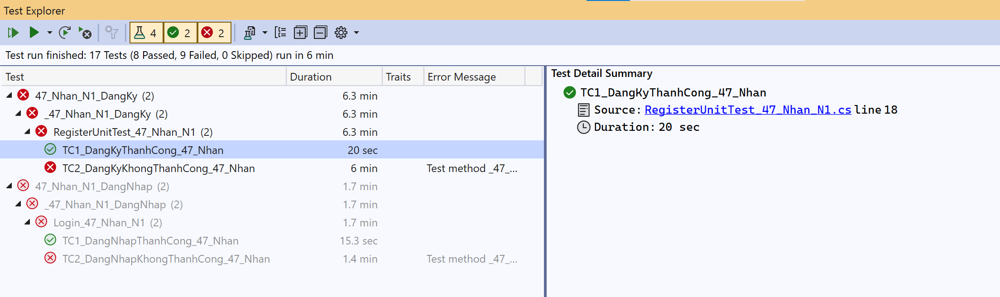 Test Explorer
4 2 2
Test run finished: 17 Tests (8 Passed, 9 Failed, 0 Skipped) run in 6 min
Test Duration Traits Error Message
47_Nhan_N1_DangKy (2) 6.3 min
_47_Nhan_N1_DangKy (2) 6.3 min
RegisterUnitTest_47_Nhan_N1 (2) 6.3 min
TC1_DangKyThanhCong_47_Nhan 20 sec
TC2_DangKyKhongThanhCong_47_Nhan 6 min Test method _47_...
47_Nhan_N1_DangNhap (2) 1.7 min
_47_Nhan_N1_DangNhap (2) 1.7 min
Login_47_Nhan_N1 (2) 1.7 min
TC1_DangNhapThanhCong_47_Nhan 15.3 sec
TC2_DangNhapKhongThanhCong_47_Nhan 1.4 min Test method _47_...
Test Detail Summary
TC1_DangKyThanhCong_47_Nhan
Source: RegisterUnitTest_47_Nhan_N1.cs line 18
Duration: 20 sec